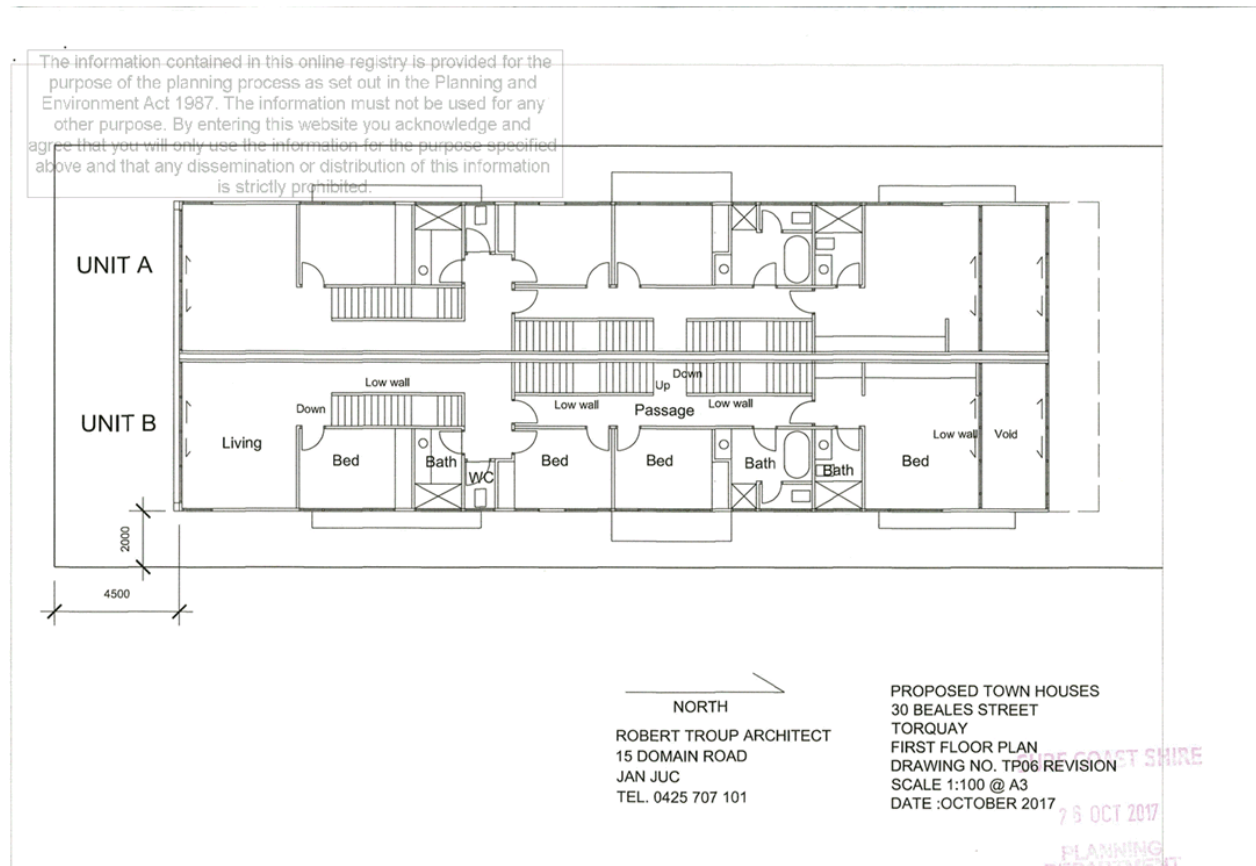 The information contained in this online registry is provided for the
purpose of the planning process as set out in the Planning and
Environment Act 1987. The information must not be used for any
other purpose. By entering this website you acknowledge and
agree that you will only use the information for the purpose specified
above and that any dissemination or distribution of this information
is strictly prohibited.
UNIT A
UNIT B
Low wall
Down
Living
Bed
Bath
WC
Down
Up
Low wall
Passage
Low wall
Bed
Bed
Bath
Bath
Bed
Low wall
Void
2000
4500
NORTH
ROBERT TROUP ARCHITECT
15 DOMAIN ROAD
JAN JUC
TEL. 0425 707 101
PROPOSED TOWN HOUSES
30 BEALES STREET
TORQUAY
FIRST FLOOR PLAN
DRAWING NO. TP06 REVISION
SCALE 1:100 @ A3
DATE :OCTOBER 2017
SURF COAST SHIRE
OCT 2017
PLANNING
DEPARTMENT